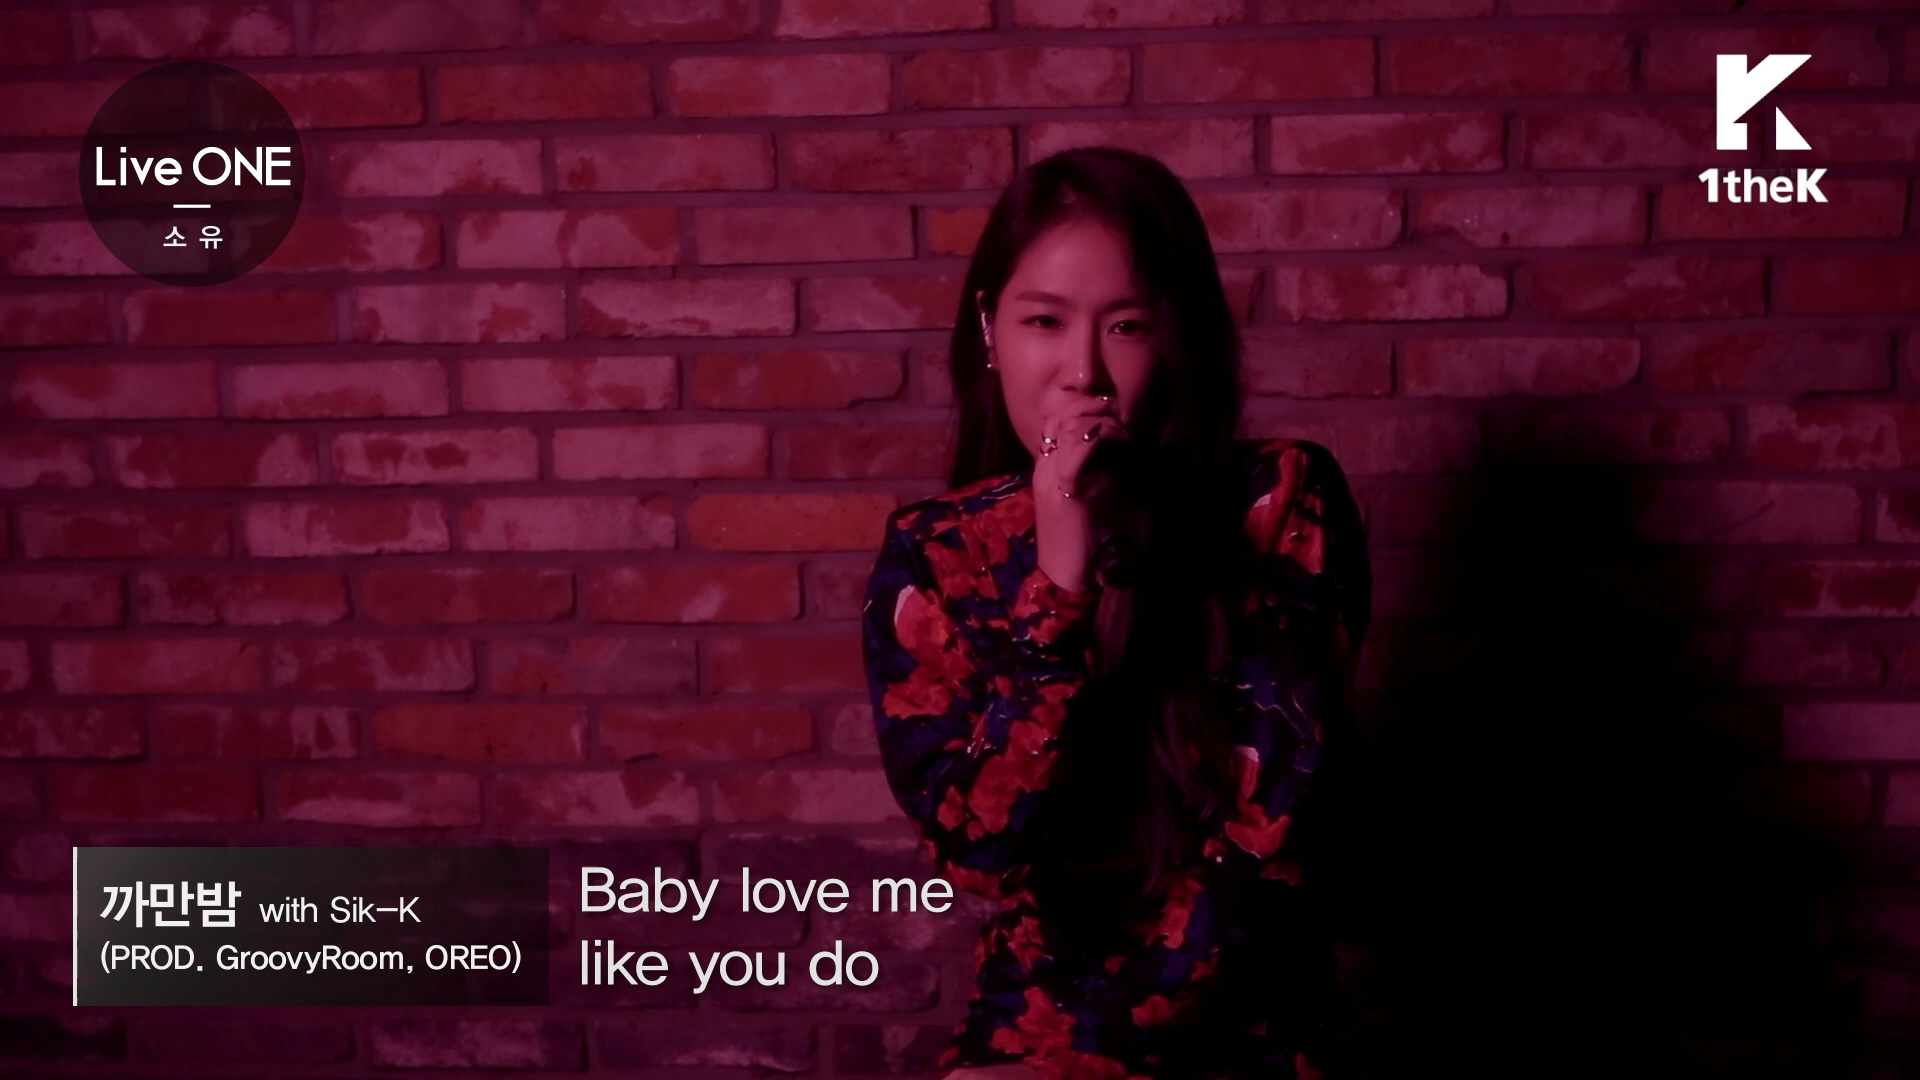 Live ONE
소유
1theK
까만밤 with Sik-K
(PROD. GroovyRoom, OREO)
Baby love me
like you do